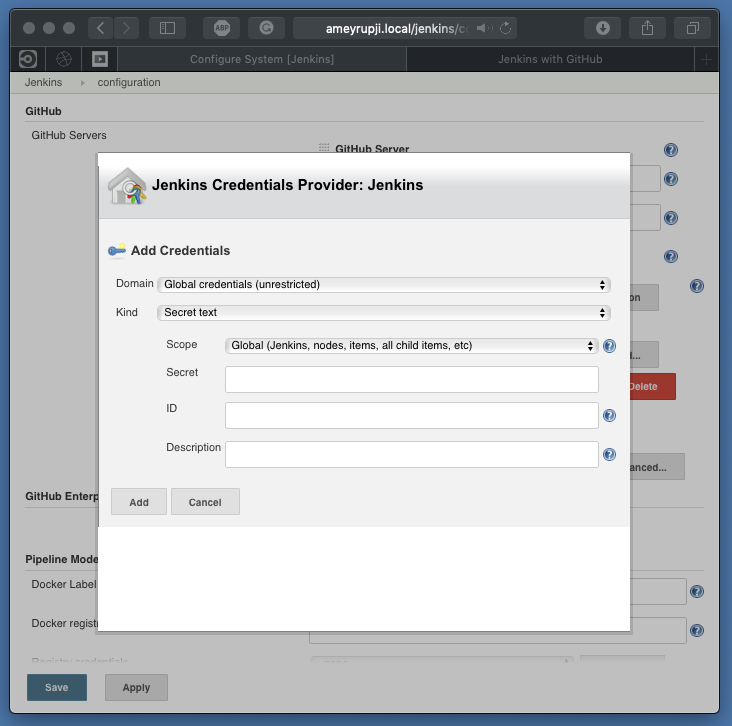 ABP
ameyrupji.local/jenkins/co
Configure System [Jenkins]
Jenkins with GitHub
Jenkins
configuration
GitHub
GitHub Servers
GitHub Server
Jenkins Credentials Provider: Jenkins
Add Credentials
Domain Global credentials (unrestricted)
Kind Secret text
Scope Global (Jenkins, nodes, items, all child items, etc)
Secret
ID
Delete
Description
Add
Cancel
GitHub Enterp
Pipeline Mode
Docker Label
Docker regist
Registry credentials
Save
Apply